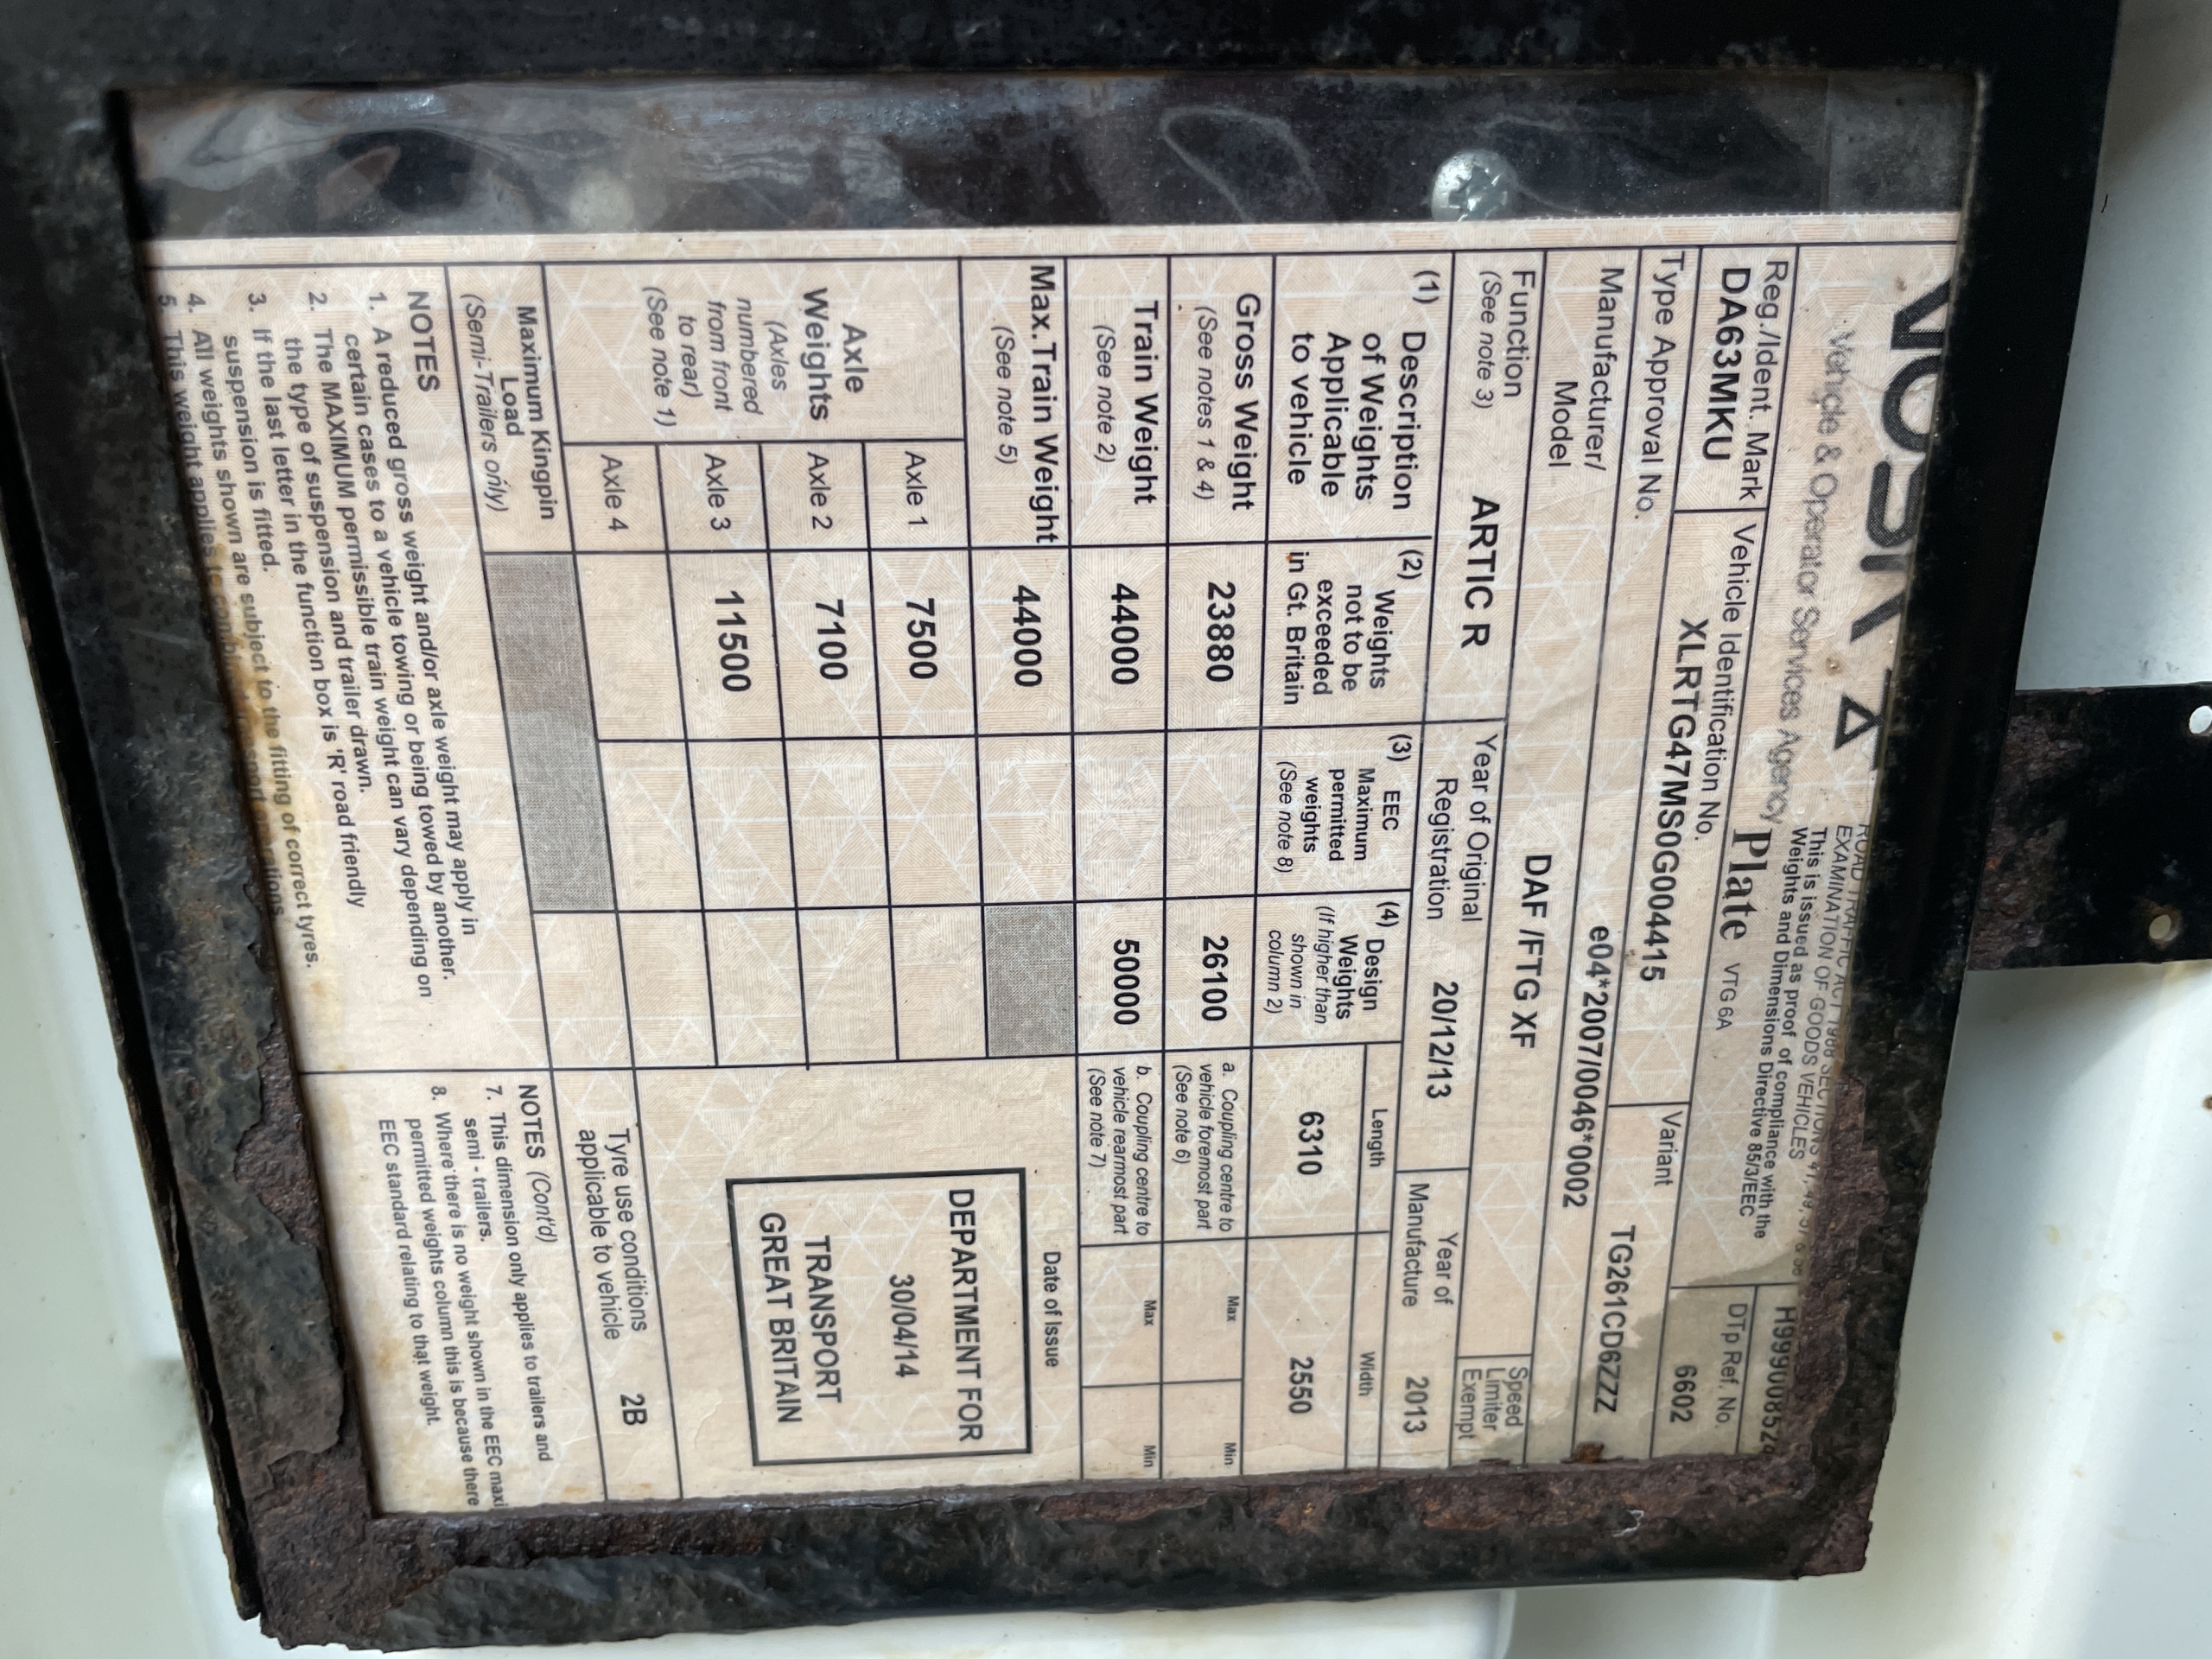 VOSA
Vehicle & Operator Services Agency
ROAD TRAFFIC ACT 1988 SECTIONS 41, 49, 57 &
EXAMINATION OF GOODS VEHICLES
This is issued as proof of compliance with the
Weights and Dimensions Directive 85/3/EEC
Plate VTG 6A
Reg./Ident. Mark
DA63MKU
Vehicle Identification No.
XLRTG47MS0G004415
Variant
TG261CD6ZZZ
DTp Ref. No.
6602
Type Approval No.
e04*2007/0046*0002
Manufacturer/
Model
DAF /FTG XF
Speed
Limiter
Exempt
Function
(See note 3)
ARTIC R
Year of Original
Registration
20/12/13
Year of
Manufacture
2013
(1) Description
of Weights
Applicable
to vehicle
(2) Weights
not to be
exceeded
in Gt. Britain
(3) EEC
Maximum
permitted
weights
(See note 8)
(4) Design
Weights
(If higher than
shown in
column 2)
Length
6310
Width
2550
Gross Weight
(See notes 1 & 4)
23880
26100
a. Coupling centre to
vehicle foremost part
(See note 6)
Max
Min
Train Weight
(See note 2)
44000
50000
b. Coupling centre to
vehicle rearmost part
(See note 7)
Max
Min
Max.Train Weight
(See note 5)
44000
Date of Issue
DEPARTMENT FOR
30/04/14
TRANSPORT
GREAT BRITAIN
Axle
Weights
(Axles
numbered
from front
to rear)
(See note 1)
Axle 1
7500
Axle 2
7100
Axle 3
11500
Axle 4
Tyre use conditions
applicable to vehicle
2B
Maximum Kingpin
Load
(Semi-Trailers only)
NOTES
1. A reduced gross weight and/or axle weight may apply in
certain cases to a vehicle towing or being towed by another.
2. The MAXIMUM permissible train weight can vary depending on
the type of suspension and trailer drawn.
3. If the last letter in the function box is 'R' road friendly
suspension is fitted.
4. All weights shown are subject to the fitting of correct tyres.
5. This weight applies to
NOTES (Cont'd)
7. This dimension only applies to trailers and
semi - trailers.
8. Where there is no weight shown in the EEC maxi
permitted weights column this is because there
EEC standard relating to that weight.